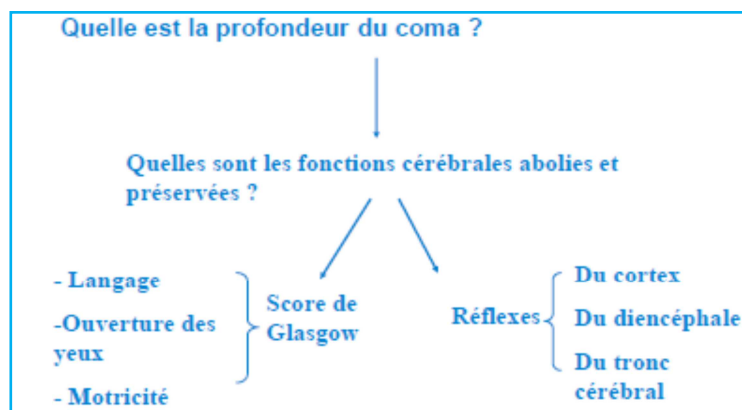 Quelle est la profondeur du coma ?
Quelles sont les fonctions cérébrales abolies et
préservées ?
- Langage
-Ouverture des
yeux
- Motricité
Score de
Glasgow
Réflexes
Du cortex
Du diencéphale
Du tronc
cérébral